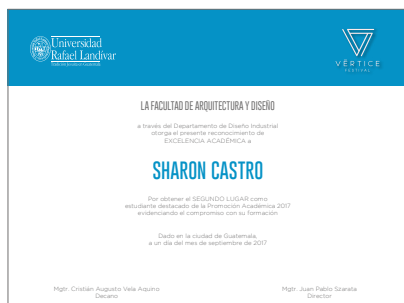 Universidad
Rafael Landívar
VÉRTICE
FESTIVAL
LA FACULTAD DE ARQUITECTURA Y DISEÑO
a través del Departamento de Diseño Industrial
otorga el presente reconocimiento de
EXCELENCIA ACADÉMICA a
SHARON CASTRO
Por obtener el SEGUNDO LUGAR como
estudiante destacado de la Promoción Académica 2017
evidenciando el compromiso con su formación
Dado en la ciudad de Guatemala,
a un día del mes de septiembre de 2017
Mgtr. Cristián Augusto Vela Aquino
Decano
Mgtr. Juan Pablo Szarata
Director